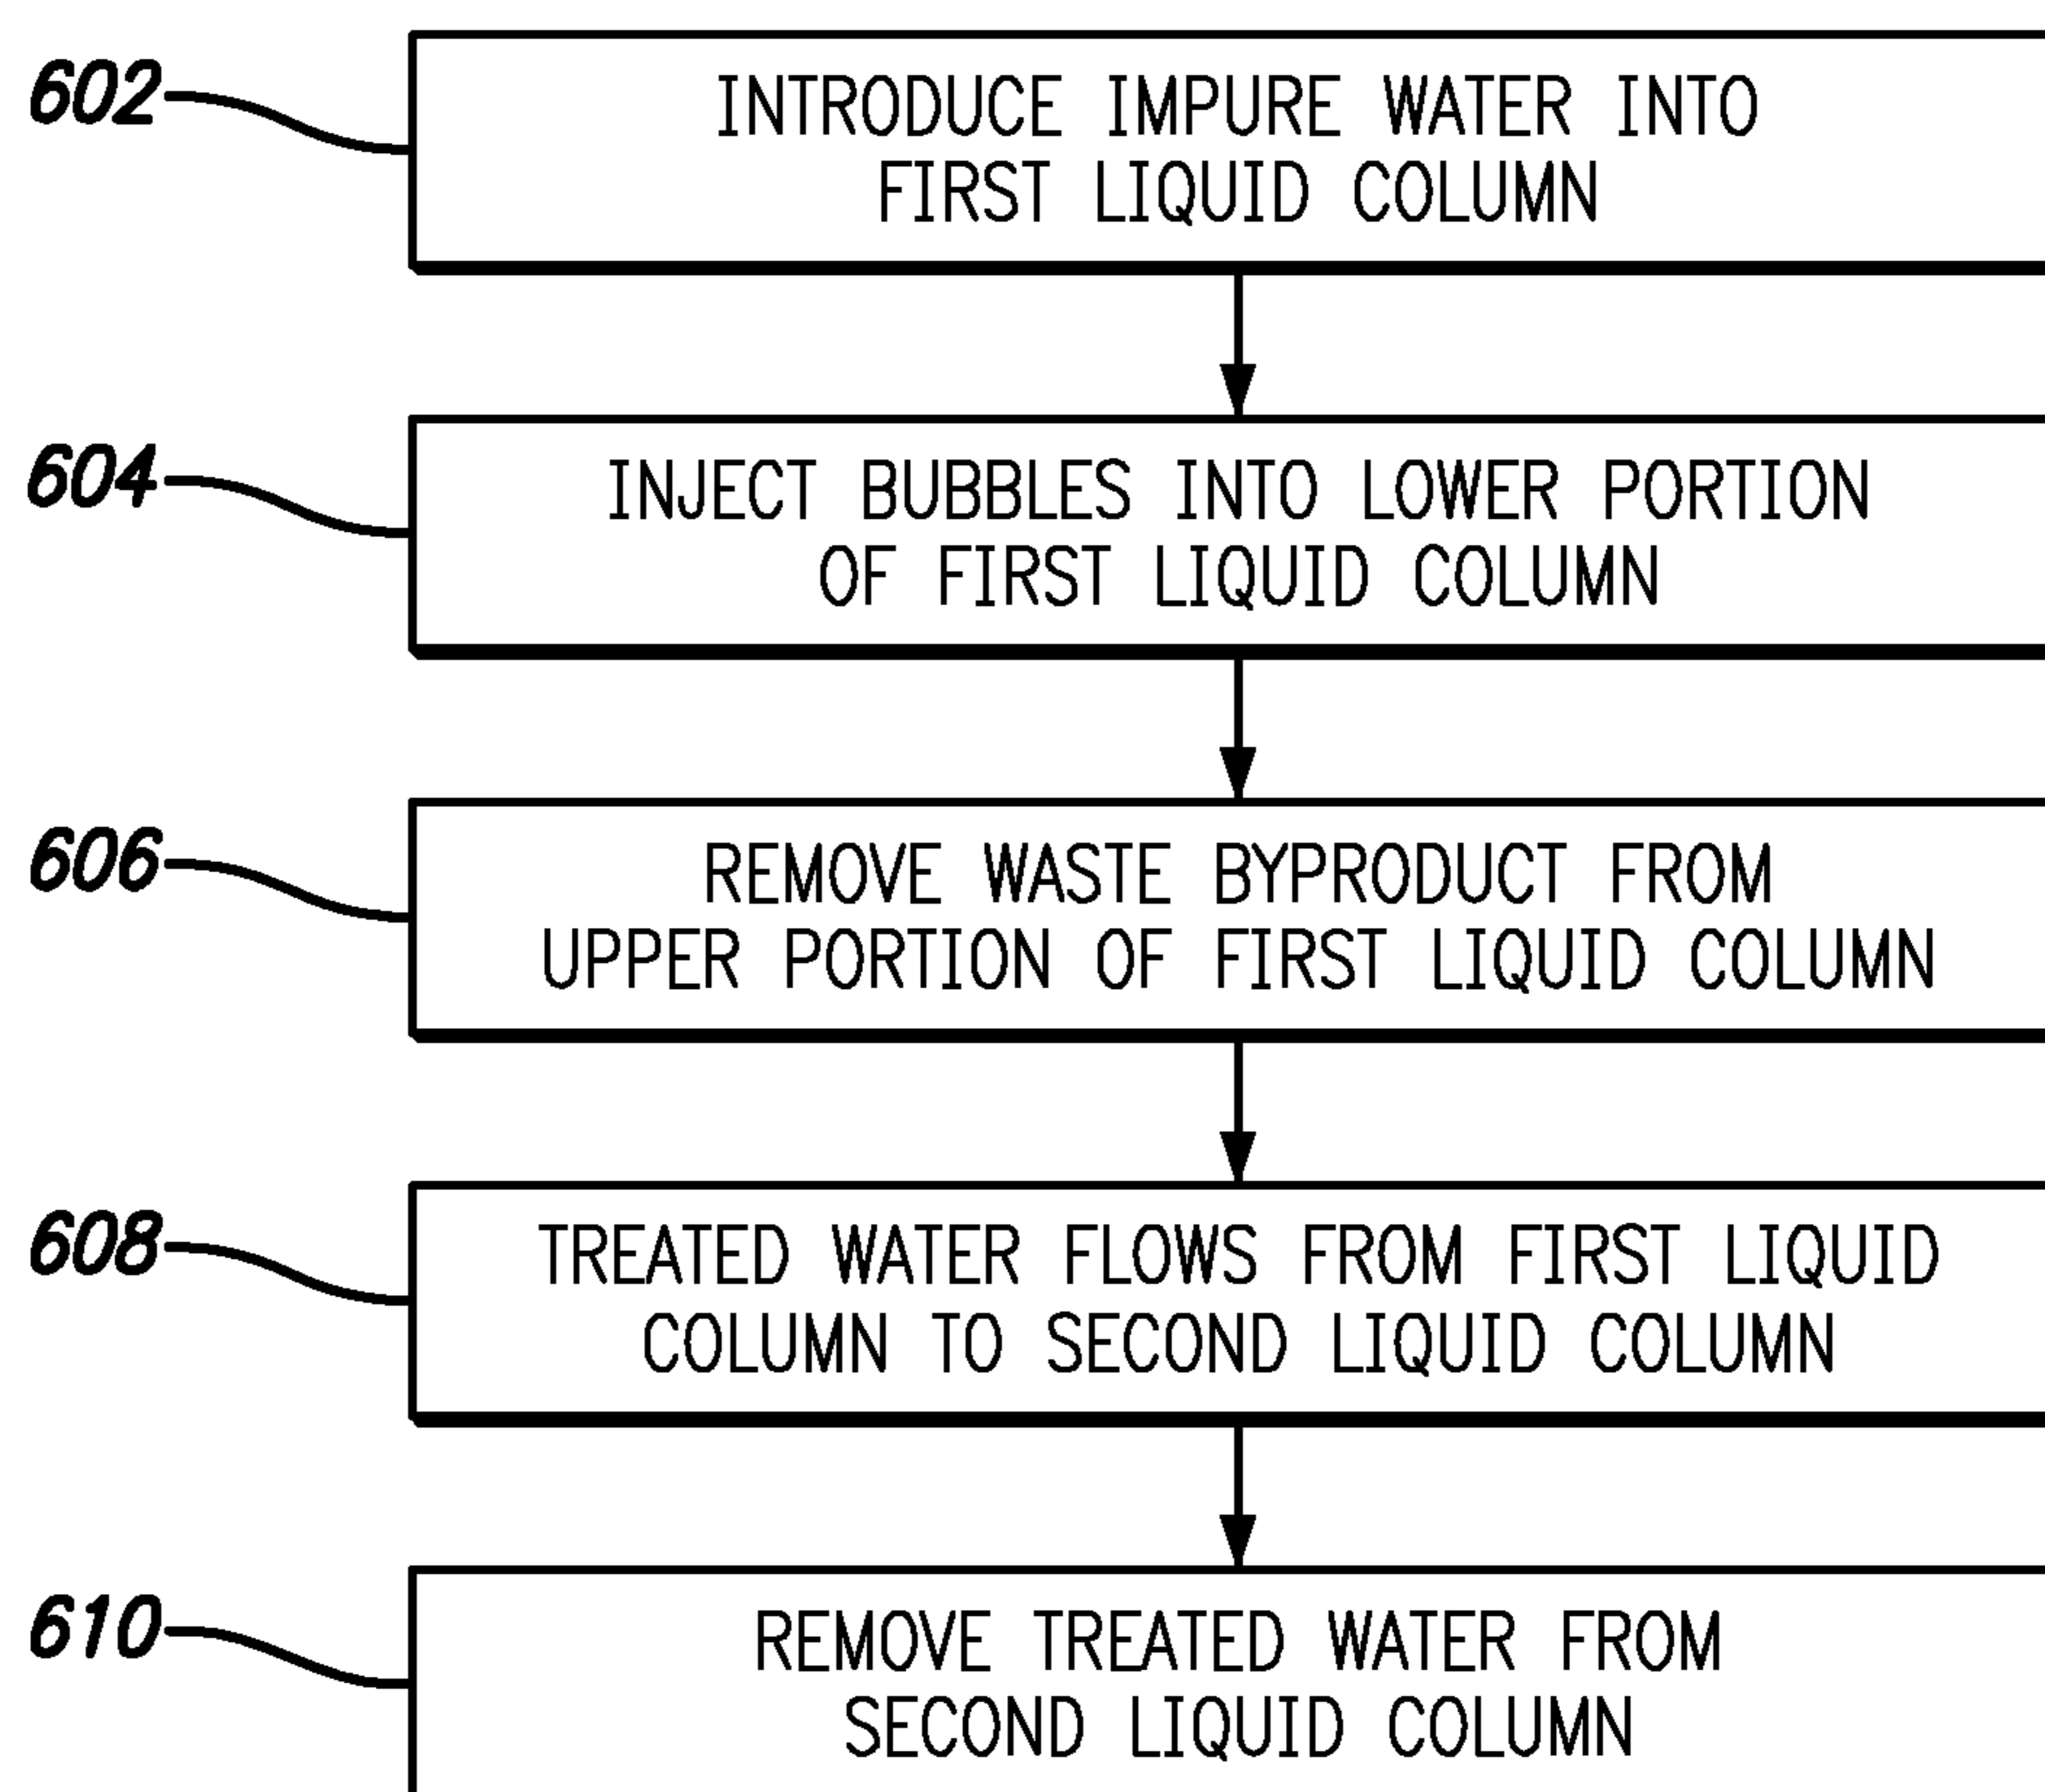 602
INTRODUCE IMPURE WATER INTO
FIRST LIQUID COLUMN
604
INJECT BUBBLES INTO LOWER PORTION
OF FIRST LIQUID COLUMN
606
REMOVE WASTE BYPRODUCT FROM
UPPER PORTION OF FIRST LIQUID COLUMN
608
TREATED WATER FLOWS FROM FIRST LIQUID
COLUMN TO SECOND LIQUID COLUMN
610
REMOVE TREATED WATER FROM
SECOND LIQUID COLUMN